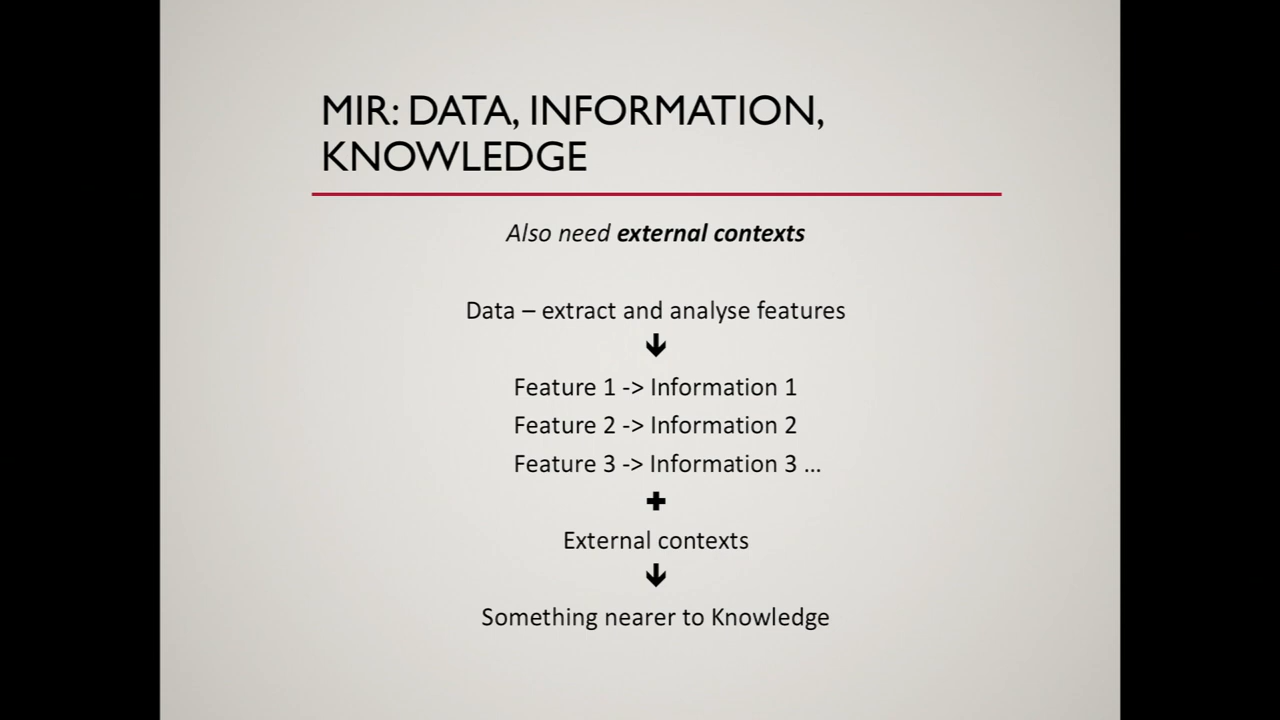 MIR: DATA, INFORMATION,
KNOWLEDGE
Also need external contexts
Data – extract and analyse features
Feature 1 -> Information 1
Feature 2 -> Information 2
Feature 3 -> Information 3 ...
+
External contexts
Something nearer to Knowledge